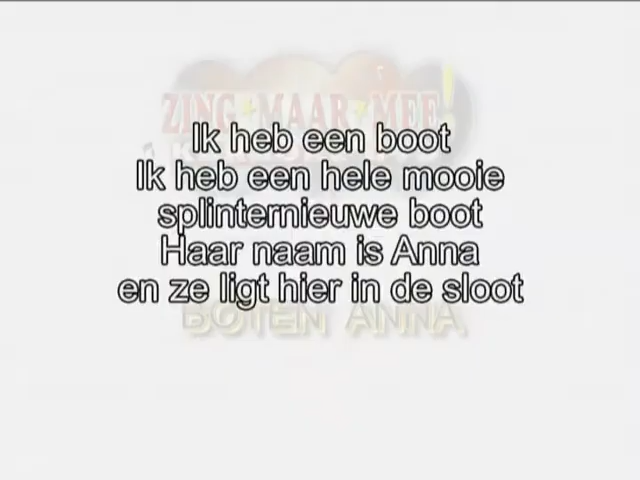 ZING MAAR MEE!
Ik heb een boot
Ik heb een hele mooie
splinternieuwe boot
Haar naam is Anna
en ze ligt hier in de sloot
BOTEN ANNA